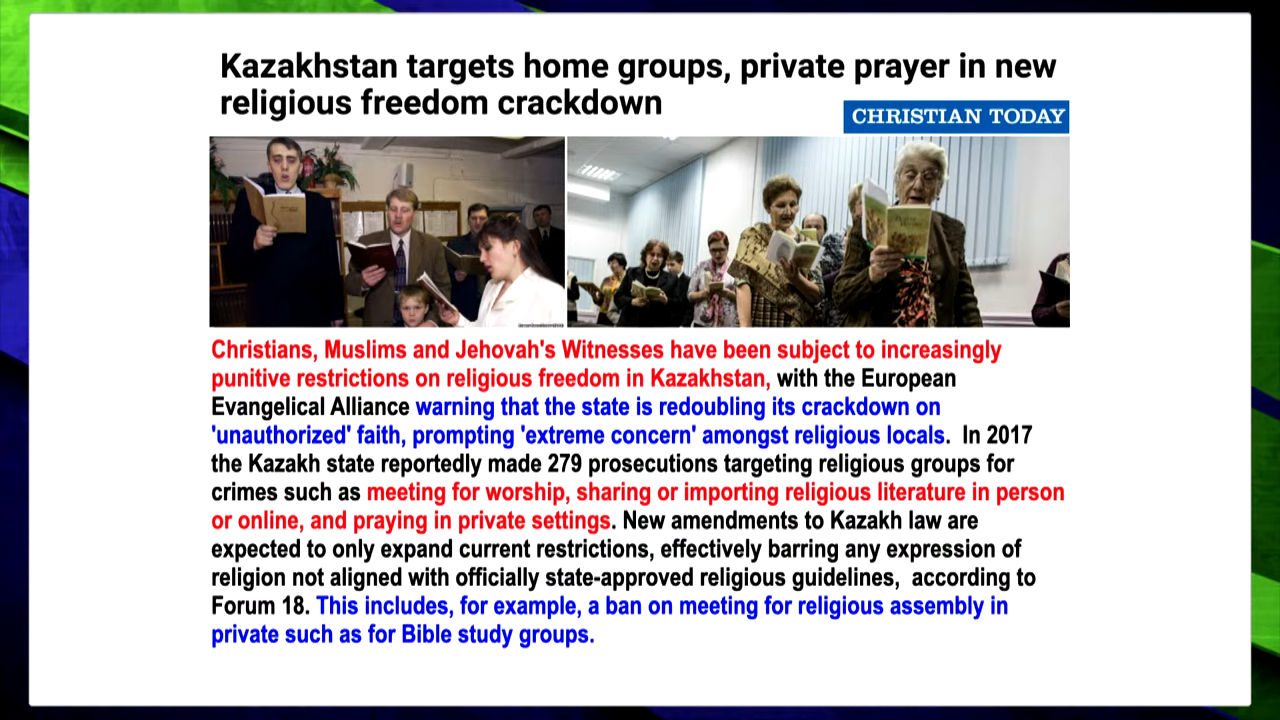 Kazakhstan targets home groups, private prayer in new
religious freedom crackdown
CHRISTIAN TODAY
Christians, Muslims and Jehovah's Witnesses have been subject to increasingly
punitive restrictions on religious freedom in Kazakhstan, with the European
Evangelical Alliance warning that the state is redoubling its crackdown on
'unauthorized' faith, prompting 'extreme concern' amongst religious locals.  In 2017
the Kazakh state reportedly made 279 prosecutions targeting religious groups for
crimes such as meeting for worship, sharing or importing religious literature in person
or online, and praying in private settings. New amendments to Kazakh law are
expected to only expand current restrictions, effectively barring any expression of
religion not aligned with officially state-approved religious guidelines,  according to
Forum 18. This includes, for example, a ban on meeting for religious assembly in
private such as for Bible study groups.